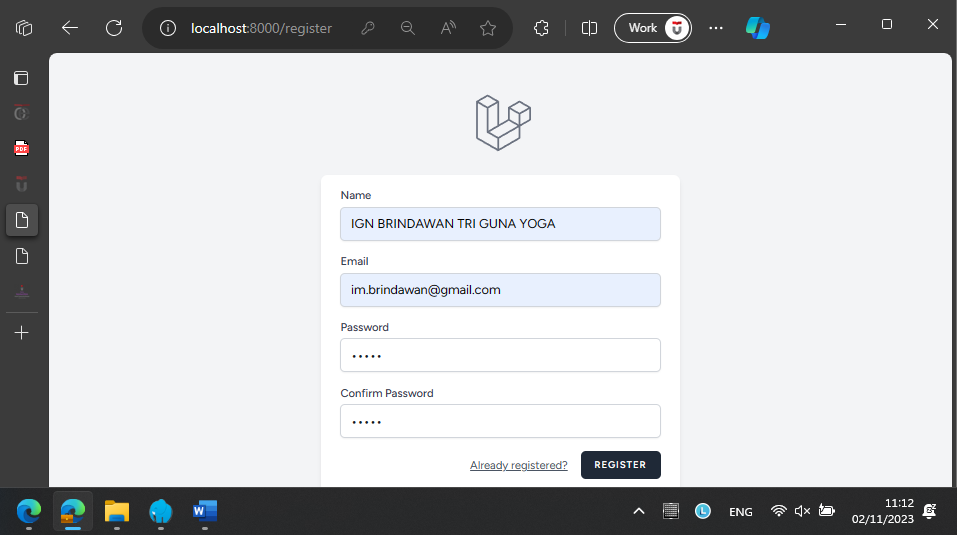 localhost:8000/register
Work
Name
IGN BRINDAWAN TRI GUNA YOGA
Email
im.brindawan@gmail.com
Password
•••••
Confirm Password
•••••
Already registered?
REGISTER
PDF
ENG
11:12
02/11/2023